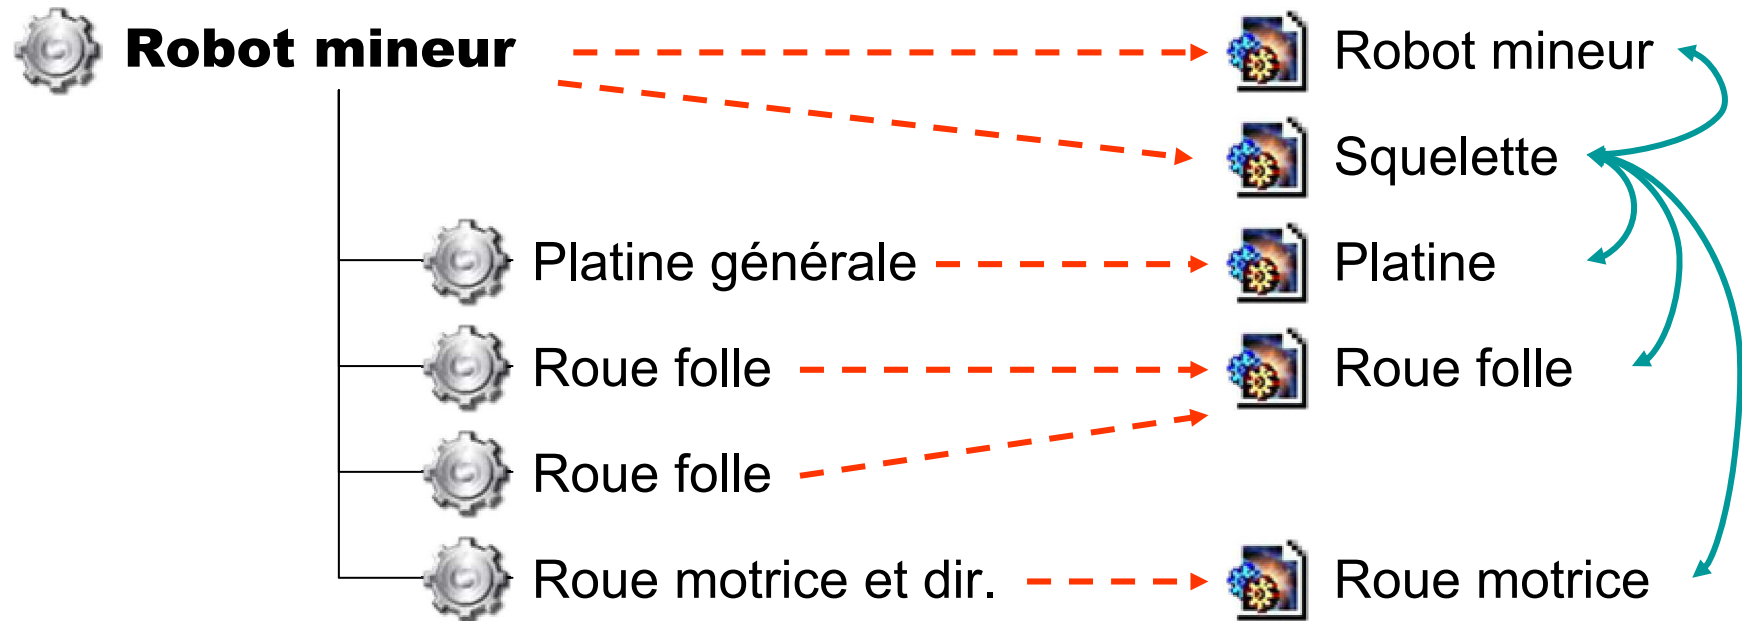 Robot mineur
Robot mineur
Squelette
Platine générale
Platine
Roue folle
Roue folle
Roue folle
Roue motrice et dir.
Roue motrice